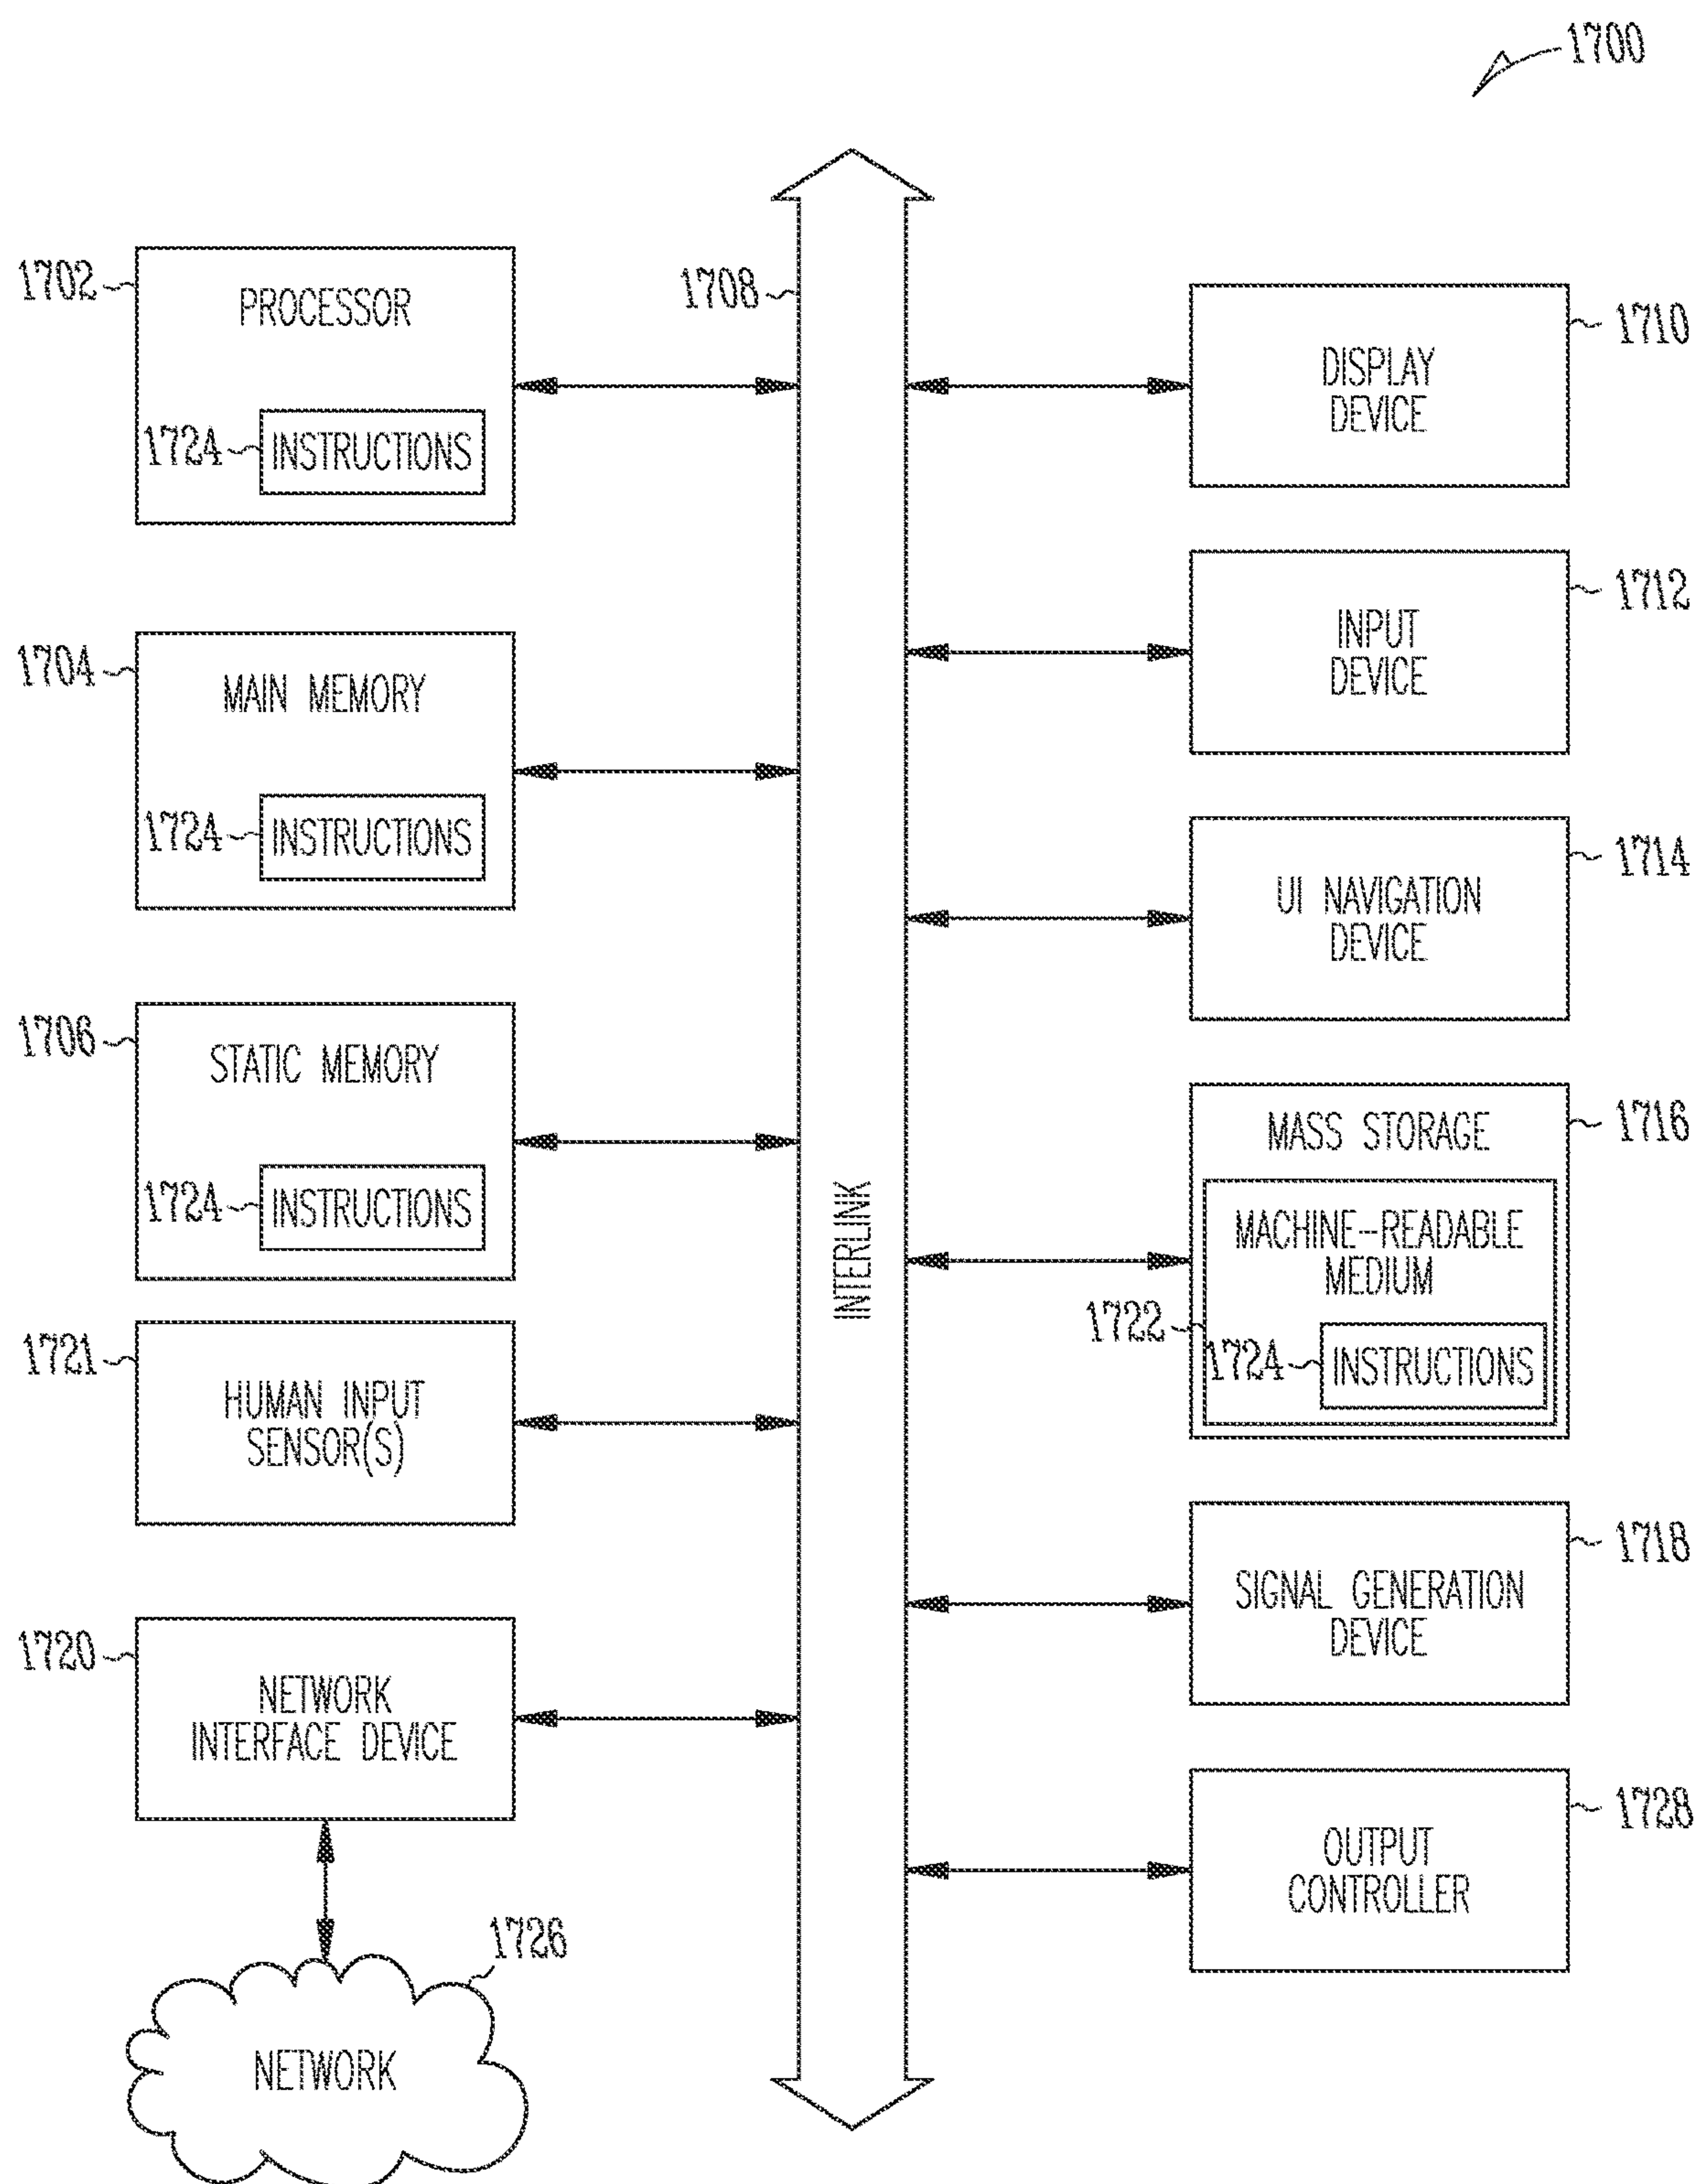 1700
1702
PROCESSOR
1724
INSTRUCTIONS
1704
MAIN MEMORY
1724
INSTRUCTIONS
1706
STATIC MEMORY
1724
INSTRUCTIONS
1721
HUMAN INPUT
SENSOR(S)
1720
NETWORK
INTERFACE DEVICE
1726
NETWORK
1708
INTERLINK
1710
DISPLAY
DEVICE
1712
INPUT
DEVICE
1714
UI NAVIGATION
DEVICE
1716
MASS STORAGE
MACHINE-READABLE
MEDIUM
1722
1724
INSTRUCTIONS
1718
SIGNAL GENERATION
DEVICE
1728
OUTPUT
CONTROLLER